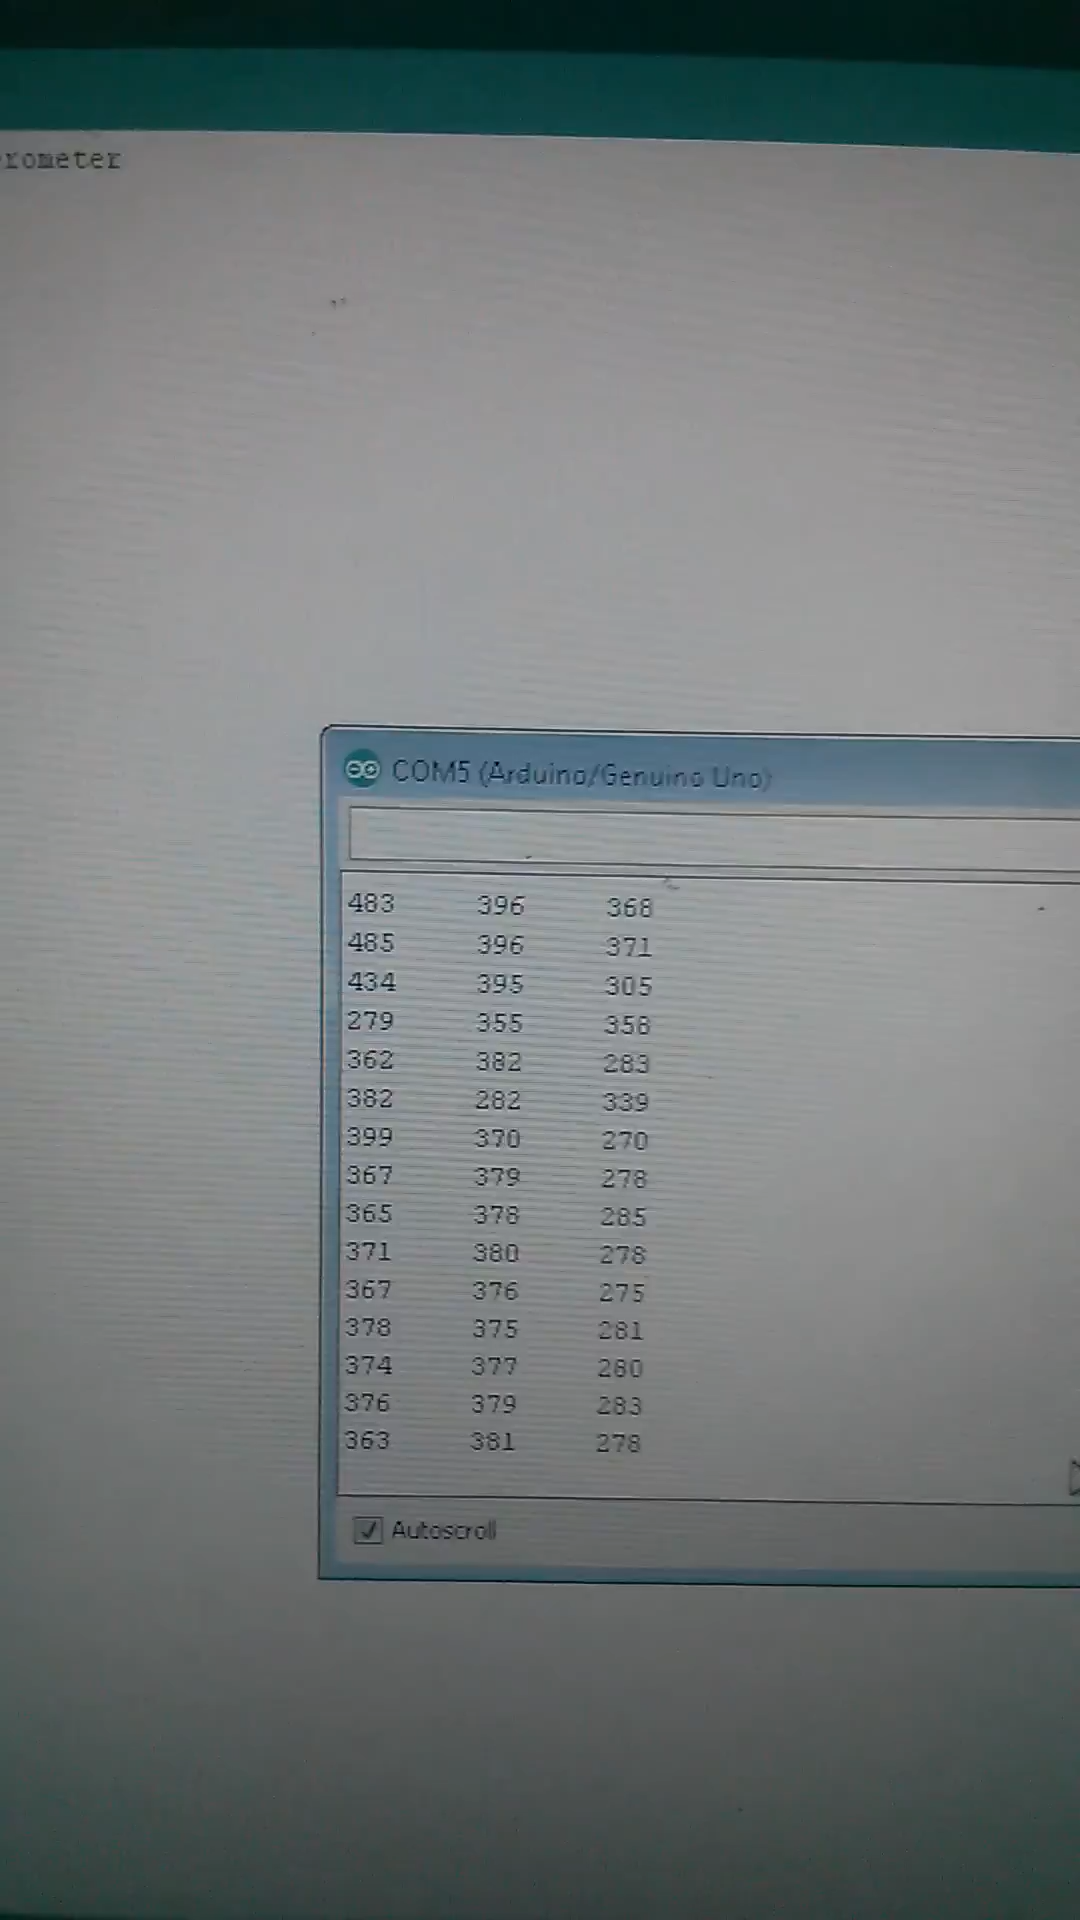 rometer
COM5 (Arduino/Genuino Uno)
483 396 368
485 396 371
434 395 305
279 355 358
362 382 283
382 282 339
399 370 270
367 379 278
365 378 285
371 380 278
367 376 275
378 375 281
374 377 280
376 379 283
363 381 278
Autoscroll